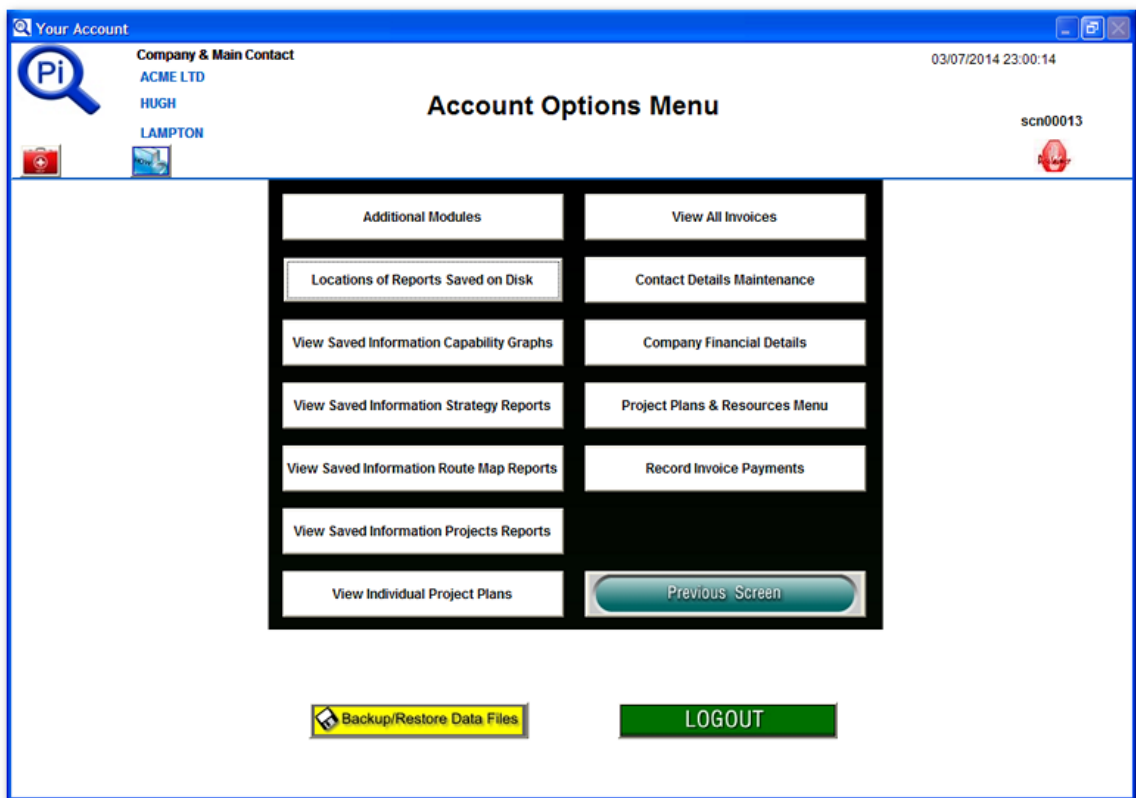 Your Account
Pi
Company & Main Contact
ACME LTD
HUGH
LAMPTON
Account Options Menu
03/07/2014 23:00:14
scn00013
Additional Modules
View All Invoices
Locations of Reports Saved on Disk
Contact Details Maintenance
View Saved Information Capability Graphs
Company Financial Details
View Saved Information Strategy Reports
Project Plans & Resources Menu
View Saved Information Route Map Reports
Record Invoice Payments
View Saved Information Projects Reports
View Individual Project Plans
Previous Screen
Backup/Restore Data Files
LOGOUT